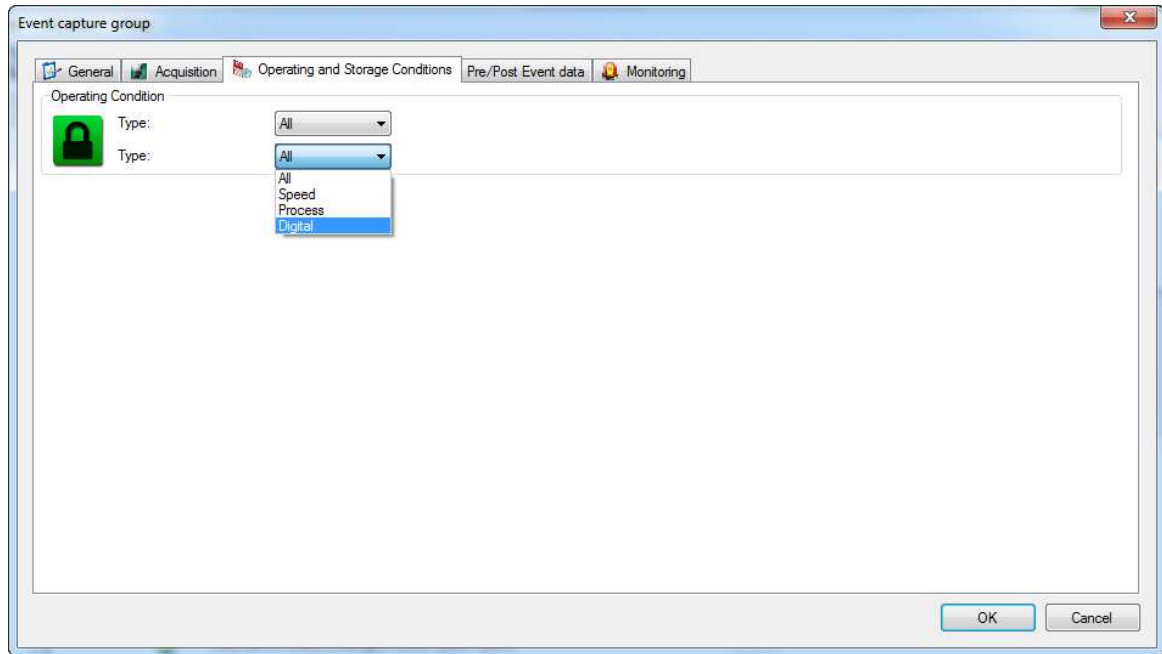 Event capture group
General Acquisition Operating and Storage Conditions Pre/Post Event data Monitoring
Operating Condition
Type: All
Type: All
All
Speed
Process
Digital
OK Cancel